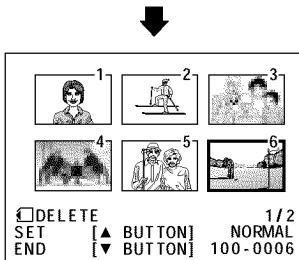 1 2 3
4 5 6
DELETE 1/2
SET [▲ BUTTON] NORMAL
END [▼ BUTTON] 100-0006